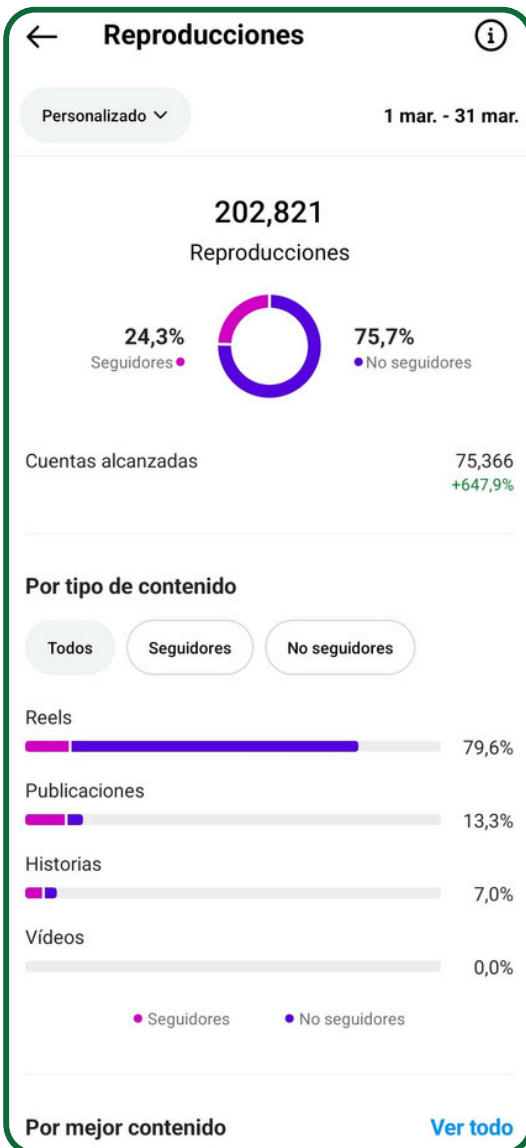 Reproducciones
Personalizado
1 mar. - 31 mar.
202,821
Reproducciones
24,3%
Seguidores
75,7%
No seguidores
Cuentas alcanzadas
75,366
+647,9%
Por tipo de contenido
Todos
Seguidores
No seguidores
Reels
79,6%
Publicaciones
13,3%
Historias
7,0%
Vídeos
0,0%
Seguidores
No seguidores
Por mejor contenido
Ver todo